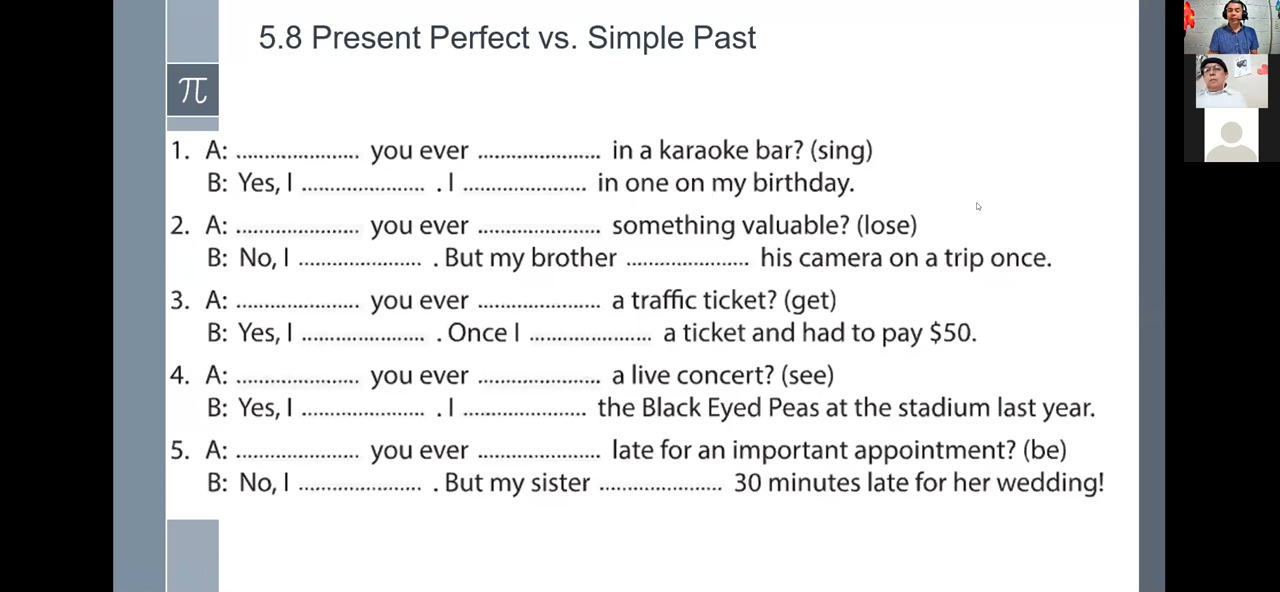 5.8 Present Perfect vs. Simple Past
π
1. A: ..................... you ever ..................... in a karaoke bar? (sing)
B: Yes, I ..................... . I ..................... in one on my birthday.
2. A: ..................... you ever ..................... something valuable? (lose)
B: No, I ..................... . But my brother ..................... his camera on a trip once.
3. A: ..................... you ever ..................... a traffic ticket? (get)
B: Yes, I ..................... . Once I ..................... a ticket and had to pay $50.
4. A: ..................... you ever ..................... a live concert? (see)
B: Yes, I ..................... . I ..................... the Black Eyed Peas at the stadium last year.
5. A: ..................... you ever ..................... late for an important appointment? (be)
B: No, I ..................... . But my sister ..................... 30 minutes late for her wedding!